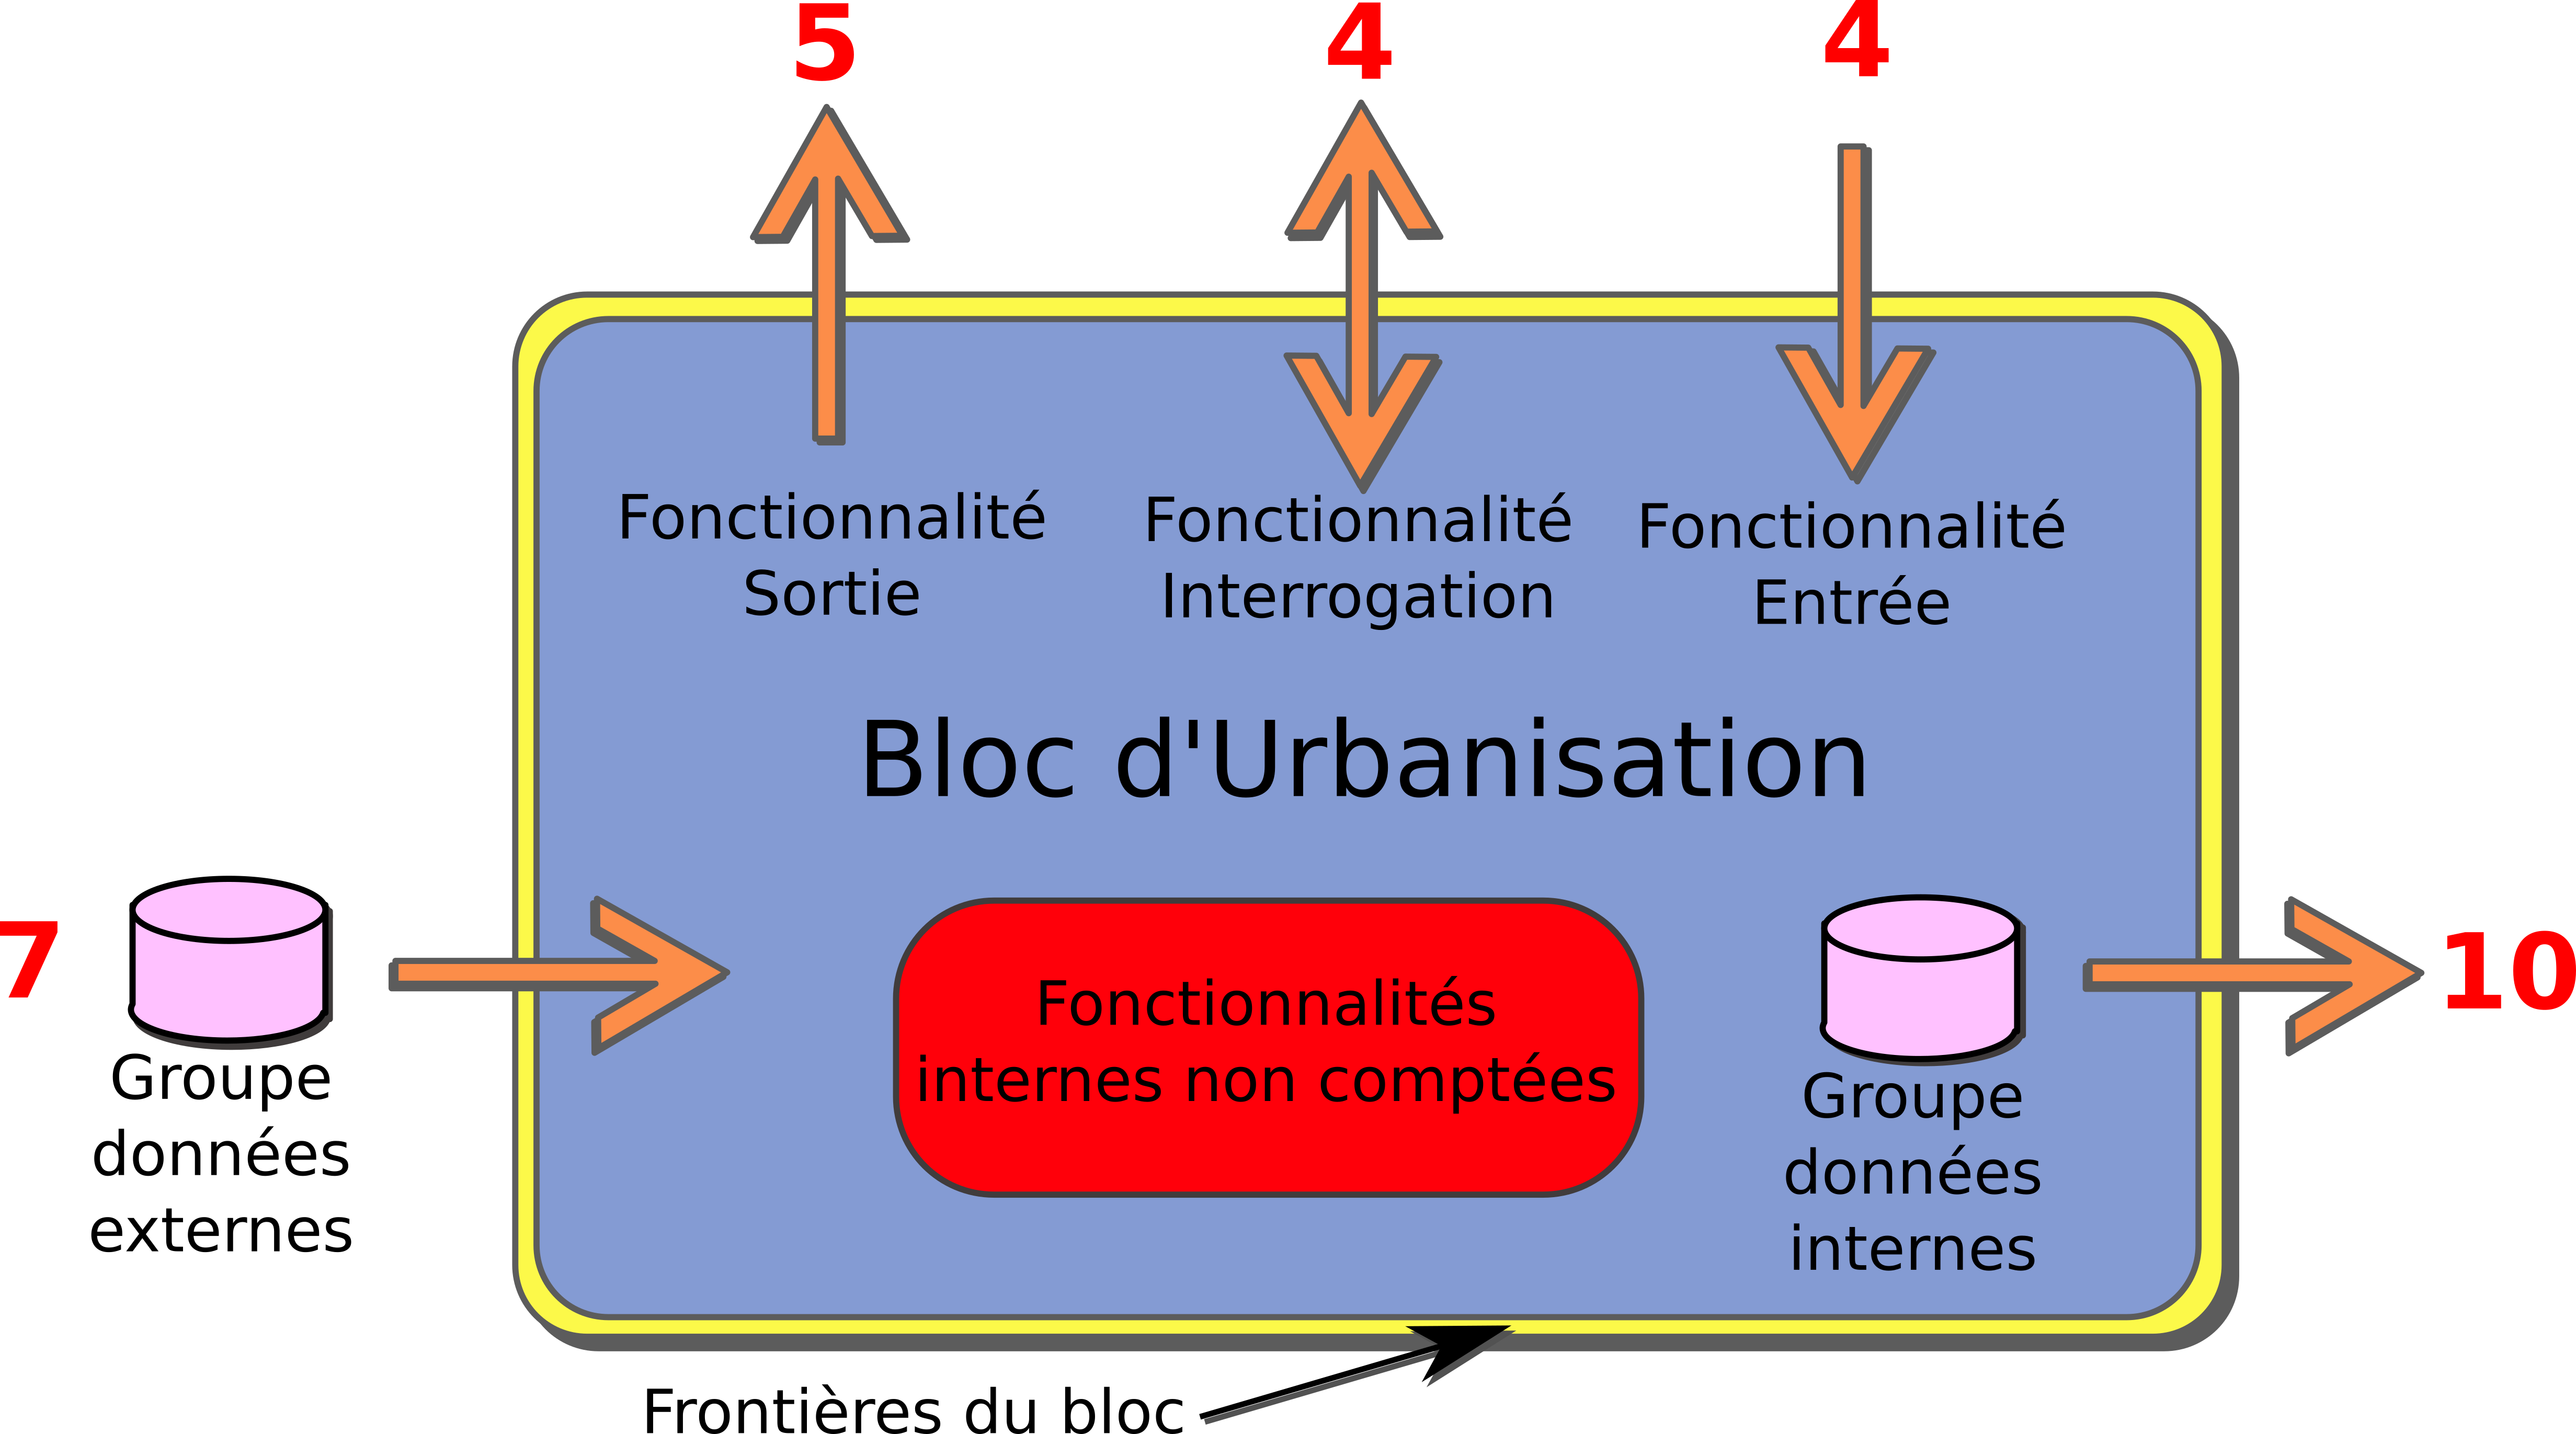 5
4
4
Fonctionnalité
Sortie
Fonctionnalité
Interrogation
Fonctionnalité
Entrée
Bloc d'Urbanisation
7
Groupe
données
externes
Fonctionnalités
internes non comptées
Groupe
données
internes
10
Frontières du bloc